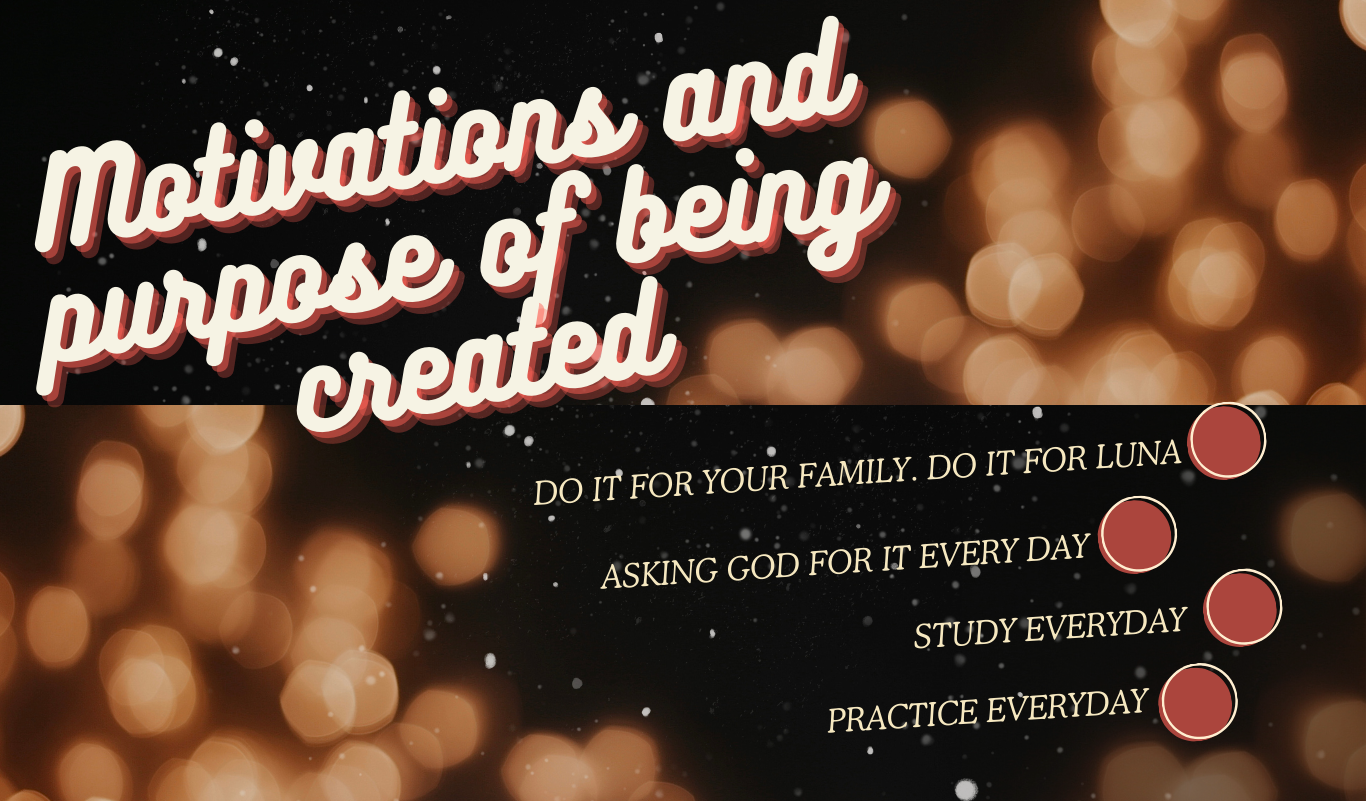 Motivations and
purpose of being
created
DO IT FOR YOUR FAMILY. DO IT FOR LUNA
ASKING GOD FOR IT EVERY DAY
STUDY EVERYDAY
PRACTICE EVERYDAY